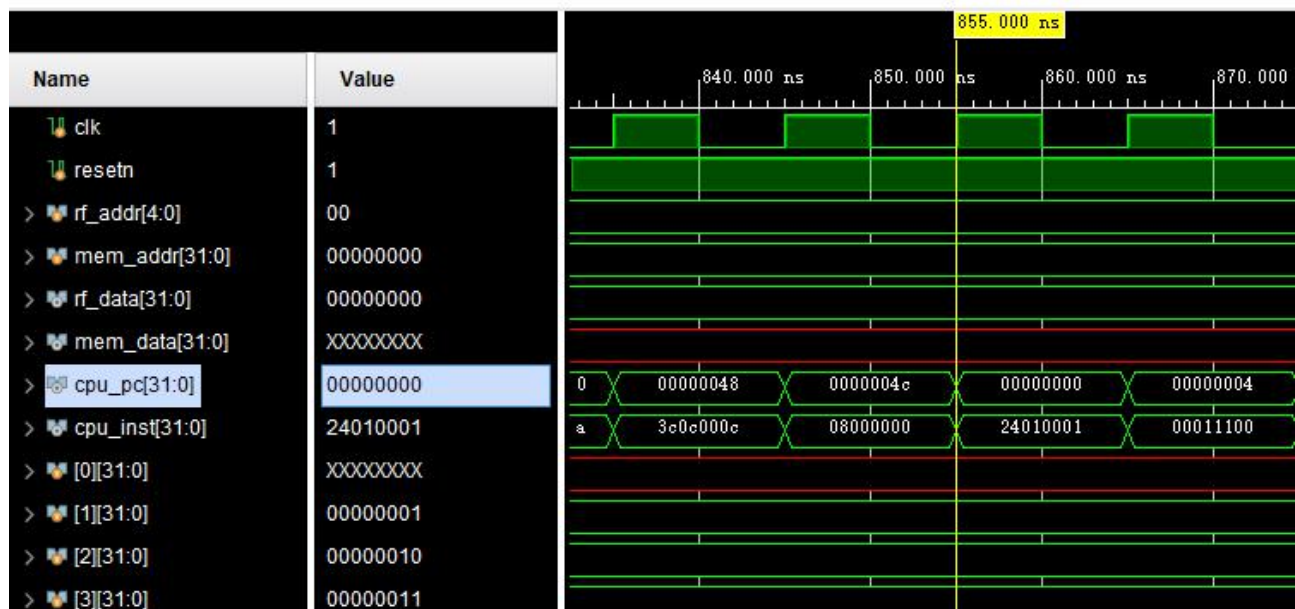 855.000 ns
Name Value
840.000 ns 850.000 ns 860.000 ns 870.000
clk 1
resetn 1
> rf_addr[4:0] 00
> mem_addr[31:0] 00000000
> rf_data[31:0] 00000000
> mem_data[31:0] XXXXXXXX
> cpu_pc[31:0] 00000000 0 00000048 0000004c 00000000 00000004
> cpu_inst[31:0] 24010001 a 3c0c000c 08000000 24010001 00011100
> [0][31:0] XXXXXXXX
> [1][31:0] 00000001
> [2][31:0] 00000010
> [3][31:0] 00000011